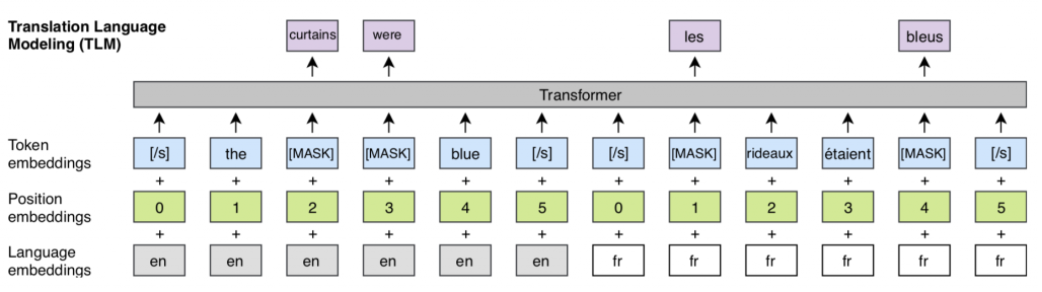 Translation Language
Modeling (TLM)
curtains were les bleus
Transformer
Token
embeddings
[/s] the [MASK] [MASK] blue [/s] [/s] [MASK] rideaux étaient [MASK] [/s]
+ + + + + + + + + + + +
Position
embeddings
0 1 2 3 4 5 0 1 2 3 4 5
+ + + + + + + + + + + +
Language
embeddings
en en en en en en fr fr fr fr fr fr